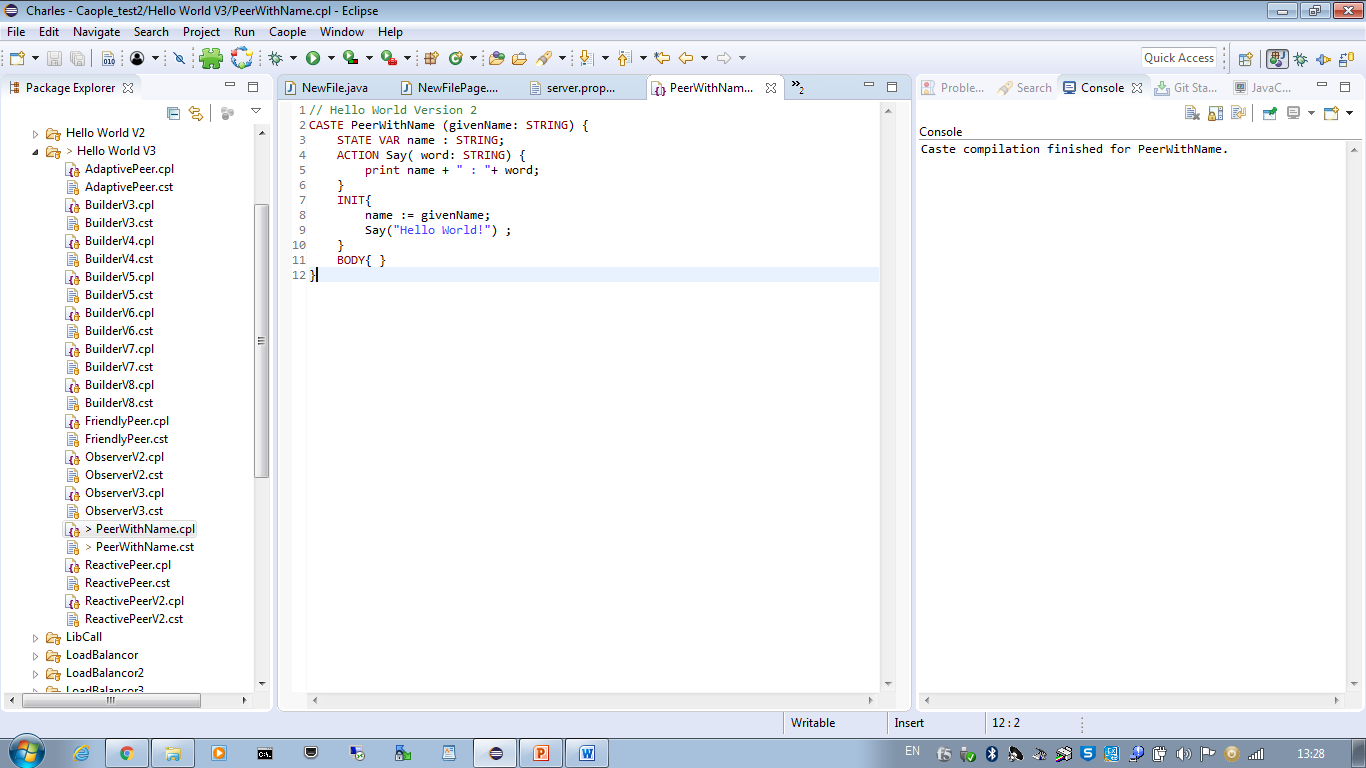 Charles - Caople_test2/Hello World V3/PeerWithName.cpl - Eclipse
File Edit Navigate Search Project Run Caople Window Help
Quick Access
Package Explorer
Hello World V2
> Hello World V3
AdaptivePeer.cpl
AdaptivePeer.cst
BuilderV3.cpl
BuilderV3.cst
BuilderV4.cpl
BuilderV4.cst
BuilderV5.cpl
BuilderV5.cst
BuilderV6.cpl
BuilderV6.cst
BuilderV7.cpl
BuilderV7.cst
BuilderV8.cpl
BuilderV8.cst
FriendlyPeer.cpl
FriendlyPeer.cst
ObserverV2.cpl
ObserverV2.cst
ObserverV3.cpl
ObserverV3.cst
> PeerWithName.cpl
> PeerWithName.cst
ReactivePeer.cpl
ReactivePeer.cst
ReactivePeerV2.cpl
ReactivePeerV2.cst
LibCall
LoadBalancor
LoadBalancor2
LoadBalancor3
NewFile.java NewFilePage.... server.prop... PeerWithNam... »2
1 // Hello World Version 2
2 CASTE PeerWithName (givenName: STRING) {
3 STATE VAR name : STRING;
4 ACTION Say( word: STRING) {
5 print name + " : "+ word;
6 }
7 INIT{
8 name := givenName;
9 Say("Hello World!") ;
10 }
11 BODY{ }
12 }
Proble... Search Console Git Sta... JavaC...
Console
Caste compilation finished for PeerWithName.
Writable Insert 12 : 2
EN 13:28